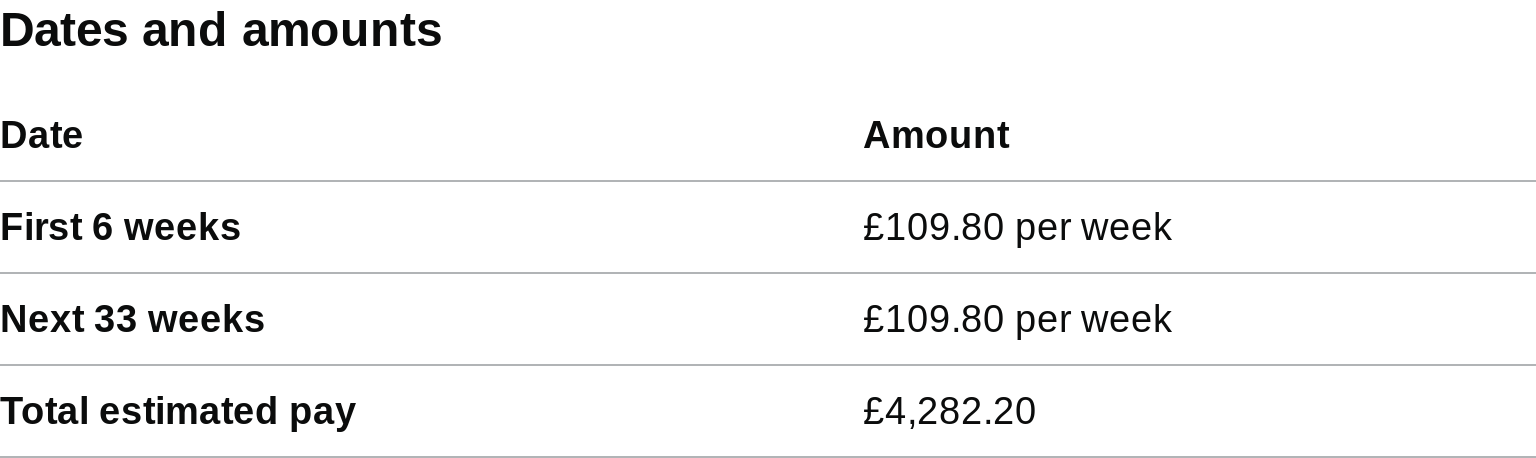 Dates and amounts
Date Amount
First 6 weeks £109.80 per week
Next 33 weeks £109.80 per week
Total estimated pay £4,282.20